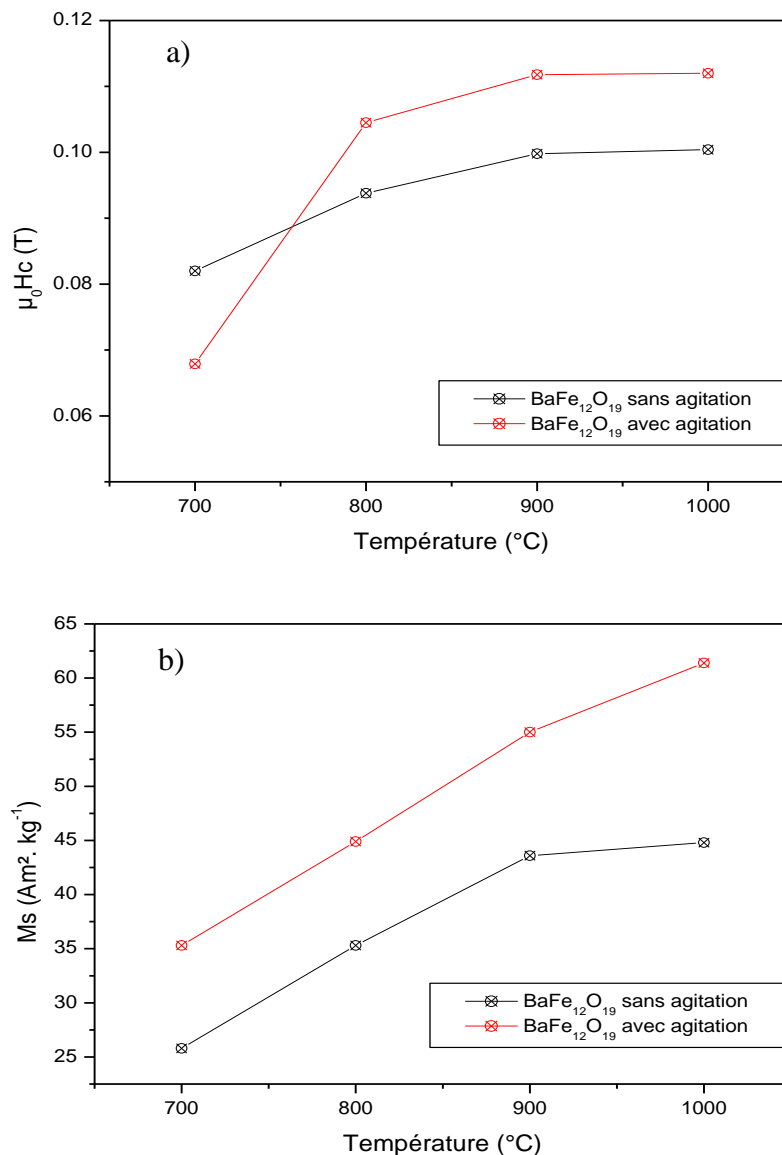 a)
0.12
0.10
0.08
0.06
µ₀Hc (T)
BaFe₁₂O₁₉ sans agitation
BaFe₁₂O₁₉ avec agitation
700 800 900 1000
Température (°C)
b)
65
60
55
50
45
40
35
30
25
Ms (Am². kg⁻¹)
BaFe₁₂O₁₉ sans agitation
BaFe₁₂O₁₉ avec agitation
700 800 900 1000
Température (°C)